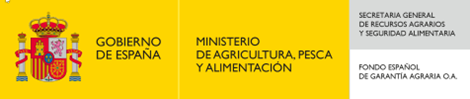 GOBIERNO
DE ESPAÑA
MINISTERIO
DE AGRICULTURA, PESCA
Y ALIMENTACIÓN
SECRETARIA GENERAL
DE RECURSOS AGRARIOS
Y SEGURIDAD ALIMENTARIA
FONDO ESPAÑOL
DE GARANTÍA AGRARIA O.A.